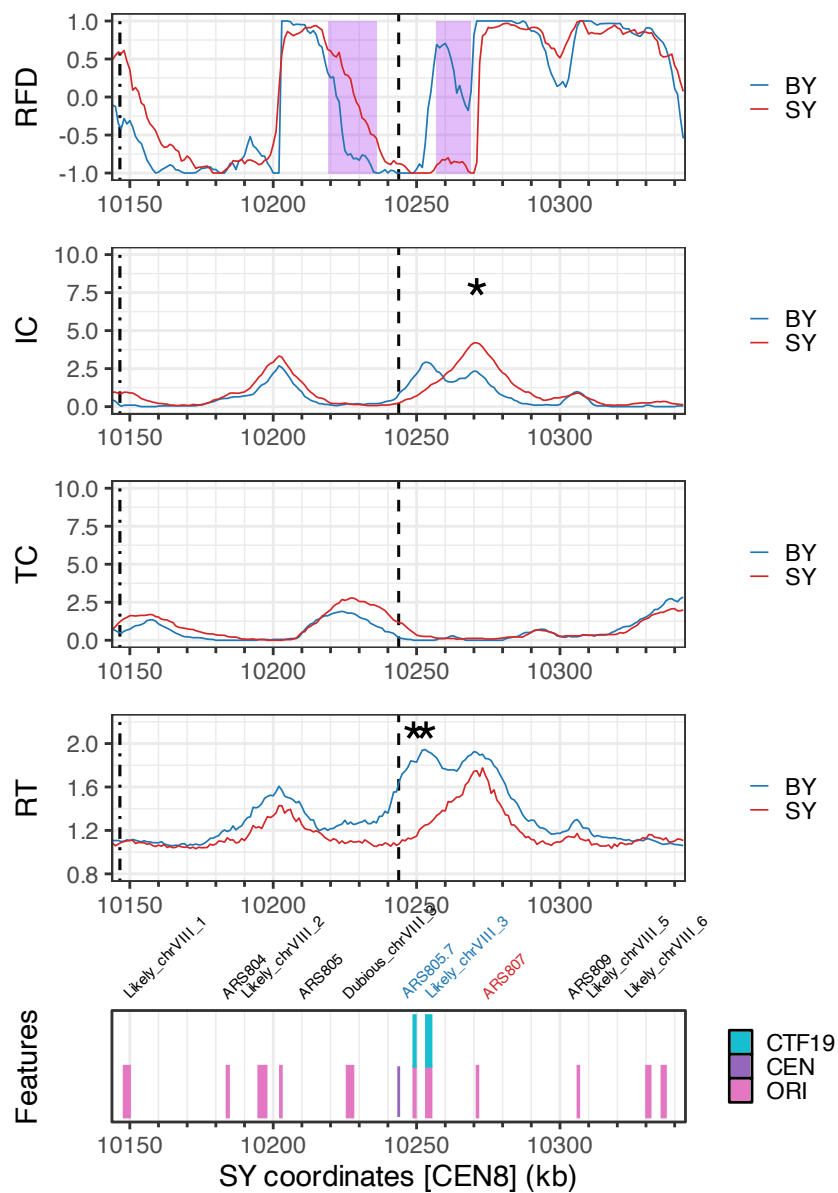 RFD
1.0
0.5
0.0
-0.5
-1.0
10150 10200 10250 10300
BY
SY
IC
10.0
7.5
5.0
2.5
0.0
*
10150 10200 10250 10300
BY
SY
TC
10.0
7.5
5.0
2.5
0.0
10150 10200 10250 10300
BY
SY
RT
2.0
1.6
1.2
0.8
**
10150 10200 10250 10300
BY
SY
Likely_chrVIII_1
ARS804
Likely_chrVIII_2
ARS805
Dubious_chrVIII_3
ARS805.7
Likely_chrVIII_3
ARS807
ARS809
Likely_chrVIII_5
Likely_chrVIII_6
Features
CTF19
CEN
ORI
10150 10200 10250 10300
SY coordinates [CEN8] (kb)